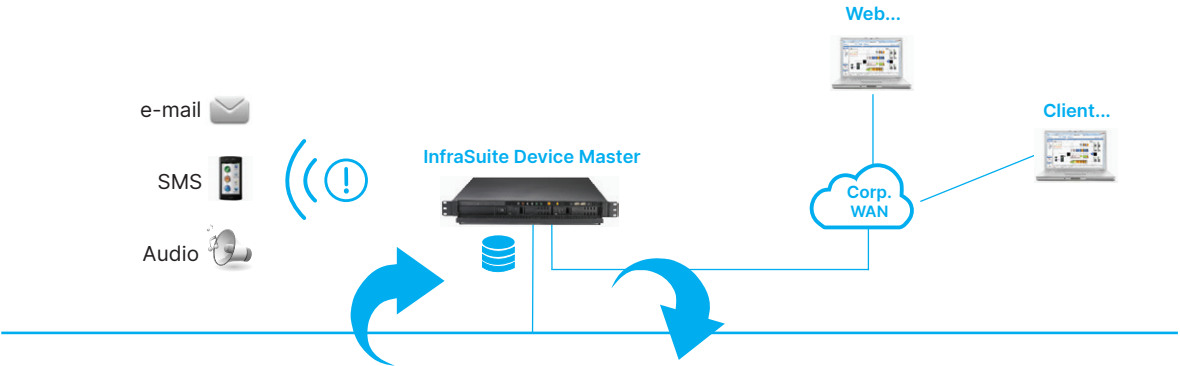 Web...
e-mail
Client...
InfraSuite Device Master
SMS
Corp.
WAN
Audio